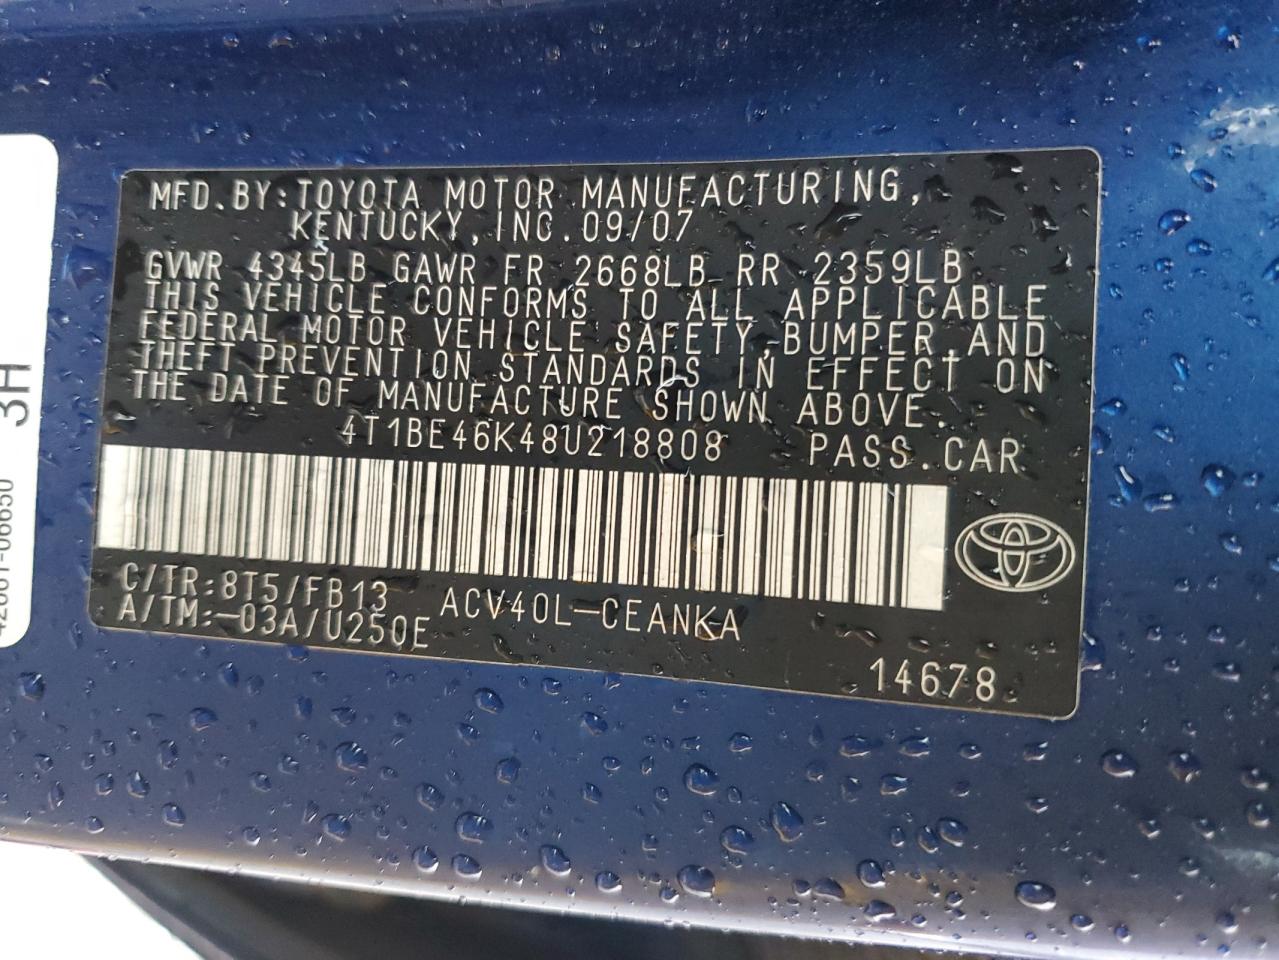 MFD. BY: TOYOTA MOTOR MANUFACTURING,
KENTUCKY, INC. 09/07
GVWR 4345LB GAWR FR 2668LB RR 2359LB
THIS VEHICLE CONFORMS TO ALL APPLICABLE
FEDERAL MOTOR VEHICLE SAFETY, BUMPER, AND
THEFT PREVENTION STANDARDS IN EFFECT ON
THE DATE OF MANUFACTURE SHOWN ABOVE.
4T1BE46K48U218808 PASS. CAR
C/TR: 8T5/FB13 ACV40L-CEANKA
A/TM: -03A/U250E
14678
3H